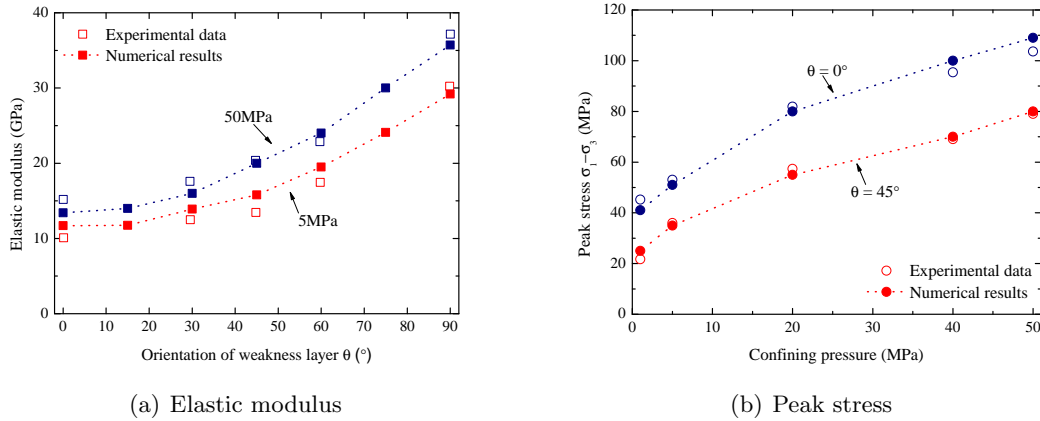 40
30
20
10
0
0 10 20 30 40 50 60 70 80 90
Elastic modulus (GPa)
Orientation of weakness layer θ (°)
Experimental data
Numerical results
50MPa
5MPa
(a) Elastic modulus
120
100
80
60
40
20
0
0 10 20 30 40 50
Peak stress σ1−σ3 (MPa)
Confining pressure (MPa)
θ = 0°
θ = 45°
Experimental data
Numerical results
(b) Peak stress